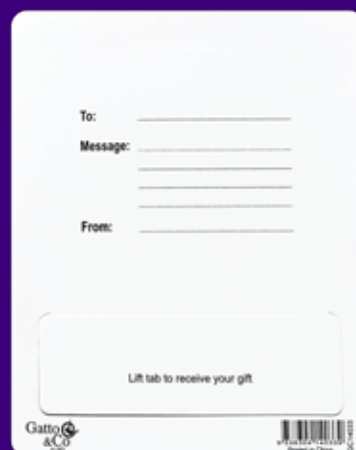 To:
Message:
From:
Lift tab to receive your gift
Gatto
&Co